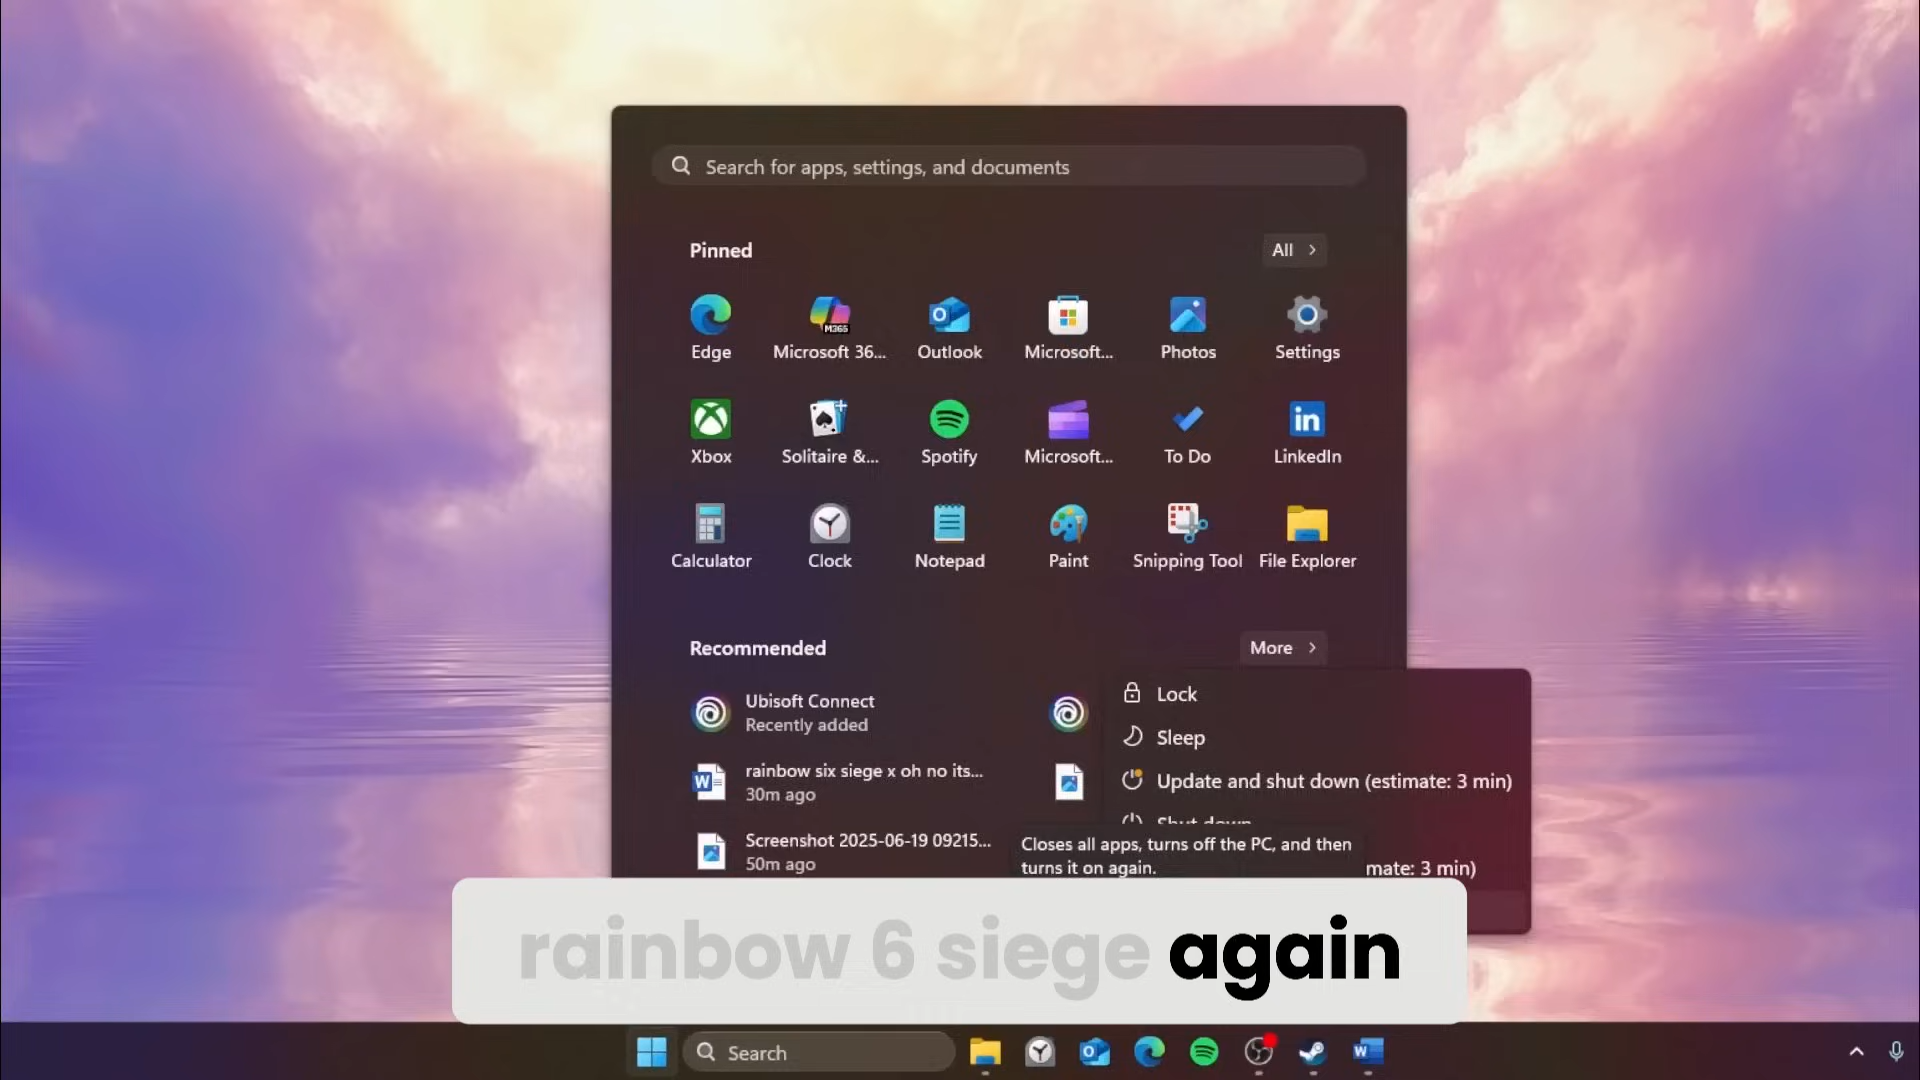 Search for apps, settings, and documents
Pinned
All
Edge
Microsoft 36...
M365
Outlook
Microsoft...
Photos
Settings
Xbox
Solitaire &...
Spotify
Microsoft...
To Do
LinkedIn
Calculator
Clock
Notepad
Paint
Snipping Tool
File Explorer
Recommended
More
Ubisoft Connect
Recently added
rainbow six siege x oh no its...
30m ago
Screenshot 2025-06-19 09215...
50m ago
Lock
Sleep
Update and shut down (estimate: 3 min)
Shut down
Closes all apps, turns off the PC, and then
turns it on again.
mate: 3 min)
rainbow 6 siege again
Search